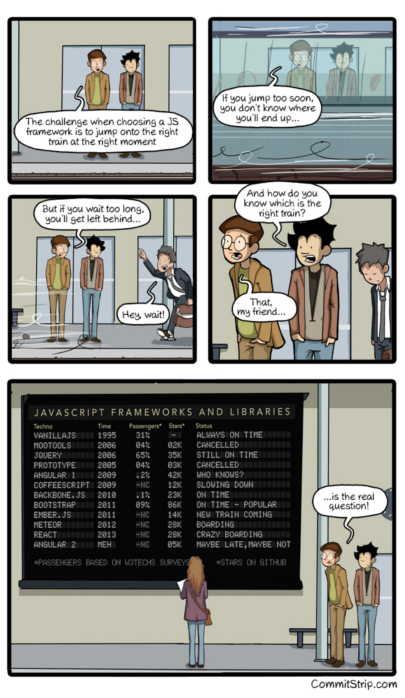 The challenge when choosing a JS
framework is to jump onto the right
train at the right moment
If you jump too soon,
you don't know where
you'll end up...
But if you wait too long,
you'll get left behind...
Hey, wait!
And how do you
know which is the
right train?
That,
my friend...
JAVASCRIPT FRAMEWORKS AND LIBRARIES
Techno Time Passengers* Stars* Status
VANILLAJS 1995 31% - ALWAYS ON TIME
MOOTOOLS 2006 04% 02K CANCELLED
JQUERY 2006 65% 35K STILL ON TIME
PROTOTYPE 2005 04% 03K CANCELLED
ANGULAR 1 2009 .2% 42K WHO KNOWS?
COFFEESCRIPT 2009 =NC 12K SLOWING DOWN
BACKBONE.JS 2010 .1% 23K ON TIME
BOOTSTRAP 2011 09% 86K ON TIME - POPULAR
EMBER.JS 2011 =NC 14K NEW TRAIN COMING
METEOR 2012 =NC 28K BOARDING
REACT 2013 =NC 28K CRAZY BOARDING
ANGULAR 2 MEH =NC 05K MAYBE LATE,MAYBE NOT
*PASSENGERS BASED ON W3TECHS SURVEYS *STARS ON GITHUB
...is the real
question!
CommitStrip.com